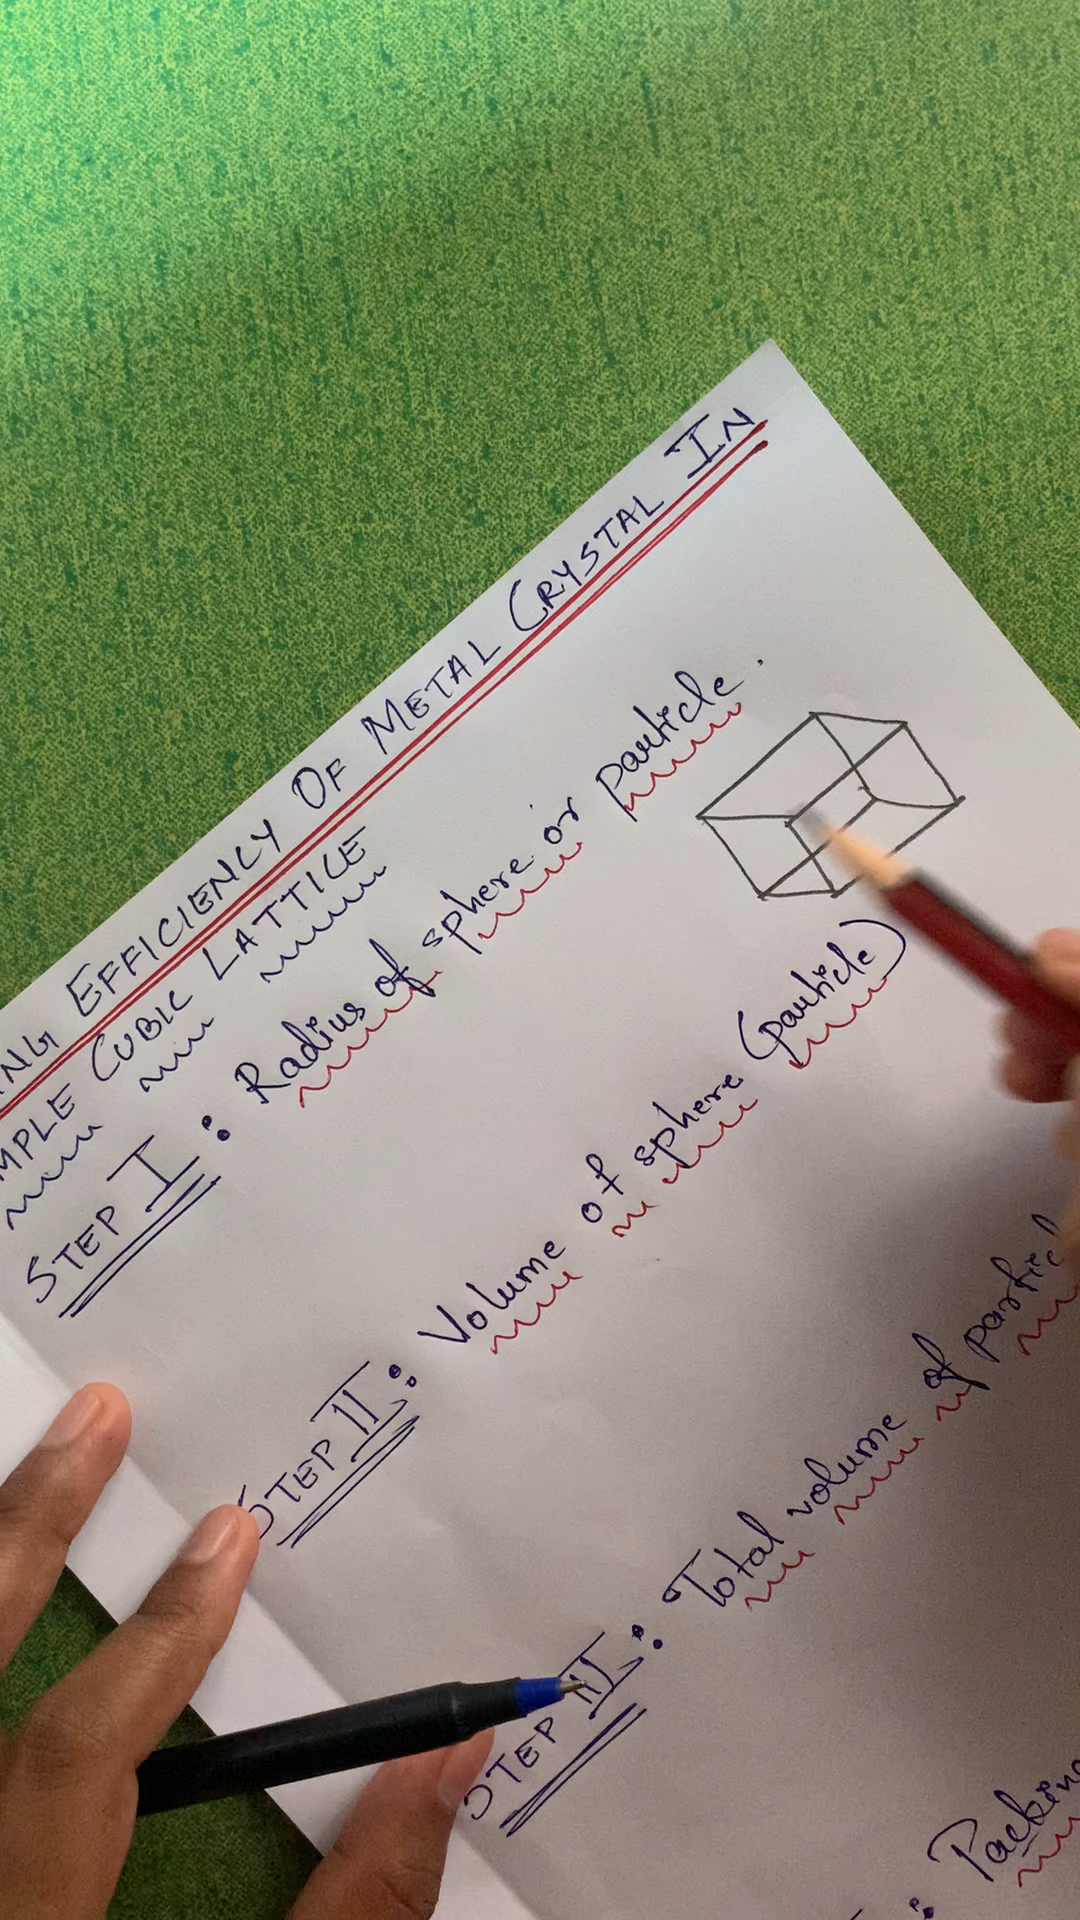 EFFICIENCY OF METAL CRYSTAL IN
CUBIC LATTICE
STEP I : Radius of sphere or particle.
STEP II : Volume of sphere (particle)
STEP III : Total volume of
: Packing